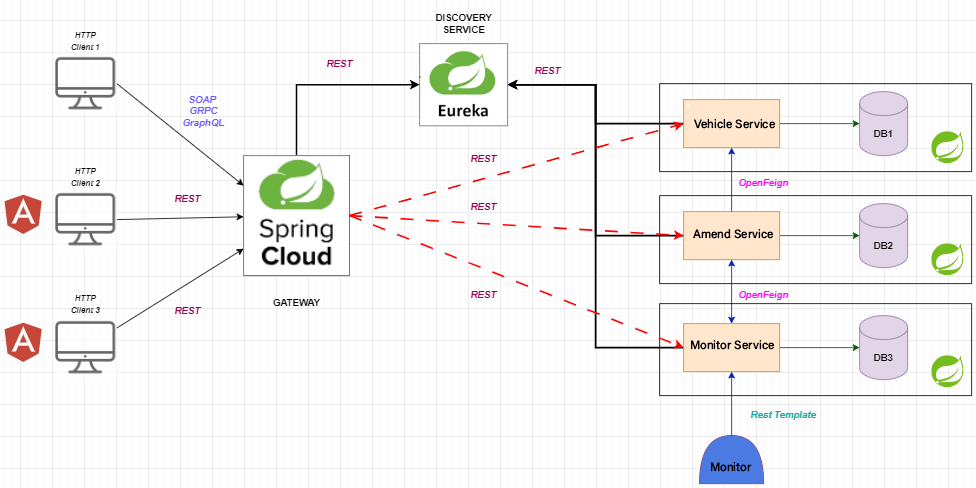 DISCOVERY
SERVICE
HTTP
Client 1
REST
Eureka
REST
SOAP
GRPC
GraphQL
Vehicle Service
DB1
REST
HTTP
Client 2
A
REST
Spring
Cloud
REST
OpenFeign
Amend Service
DB2
HTTP
Client 3
A
REST
GATEWAY
REST
OpenFeign
Monitor Service
DB3
Rest Template
Monitor